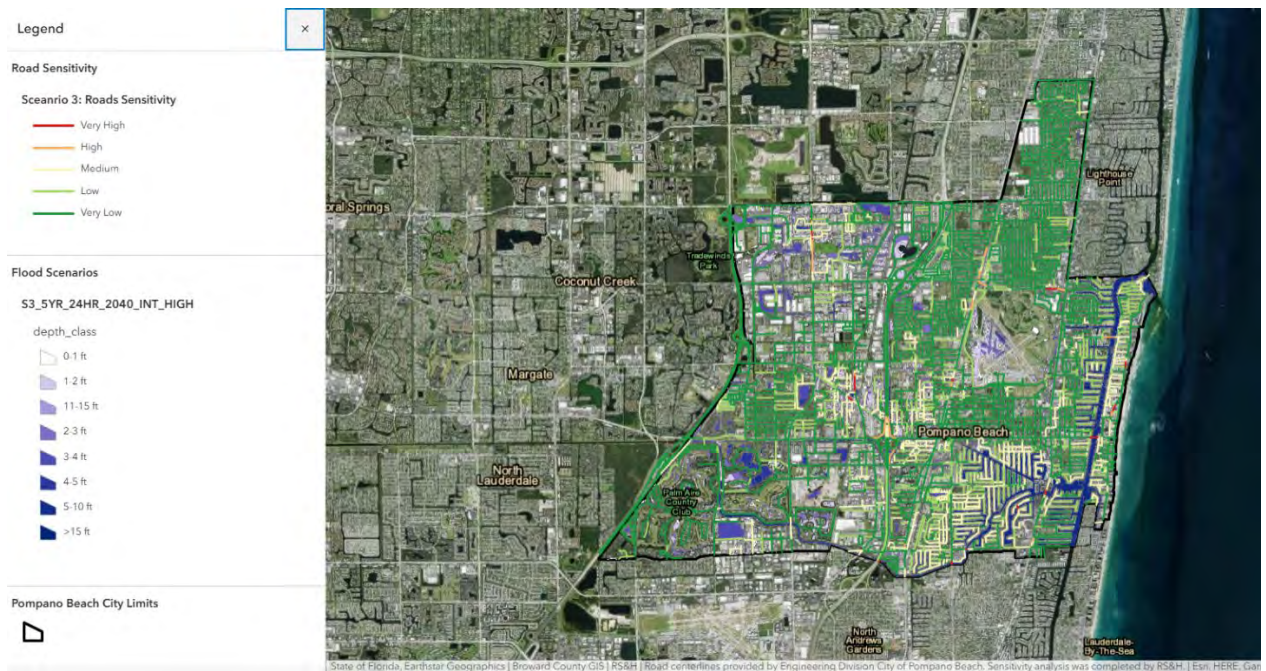 Legend
×
Road Sensitivity
Sceanrio 3: Roads Sensitivity
Very High
High
Medium
Low
Very Low
Flood Scenarios
S3_5YR_24HR_2040_INT_HIGH
depth_class
0-1 ft
1-2 ft
11-15 ft
2-3 ft
3-4 ft
4-5 ft
5-10 ft
>15 ft
Pompano Beach City Limits
Lighthouse
Point
oral Springs
Tradewinds
Park
Coconut Creek
Margate
Pompano Beach
North
Lauderdale
Palm Aire
Country
Club
North
Andrews
Gardens
Lauderdale-
By-The-Sea
State of Florida, Earthstar Geographics | Broward County GIS | RS&H | Road centerlines provided by Engineering Division City of Pompano Beach. Sensitivity analysis was completed by RS&H. | Esri, HERE, Gar